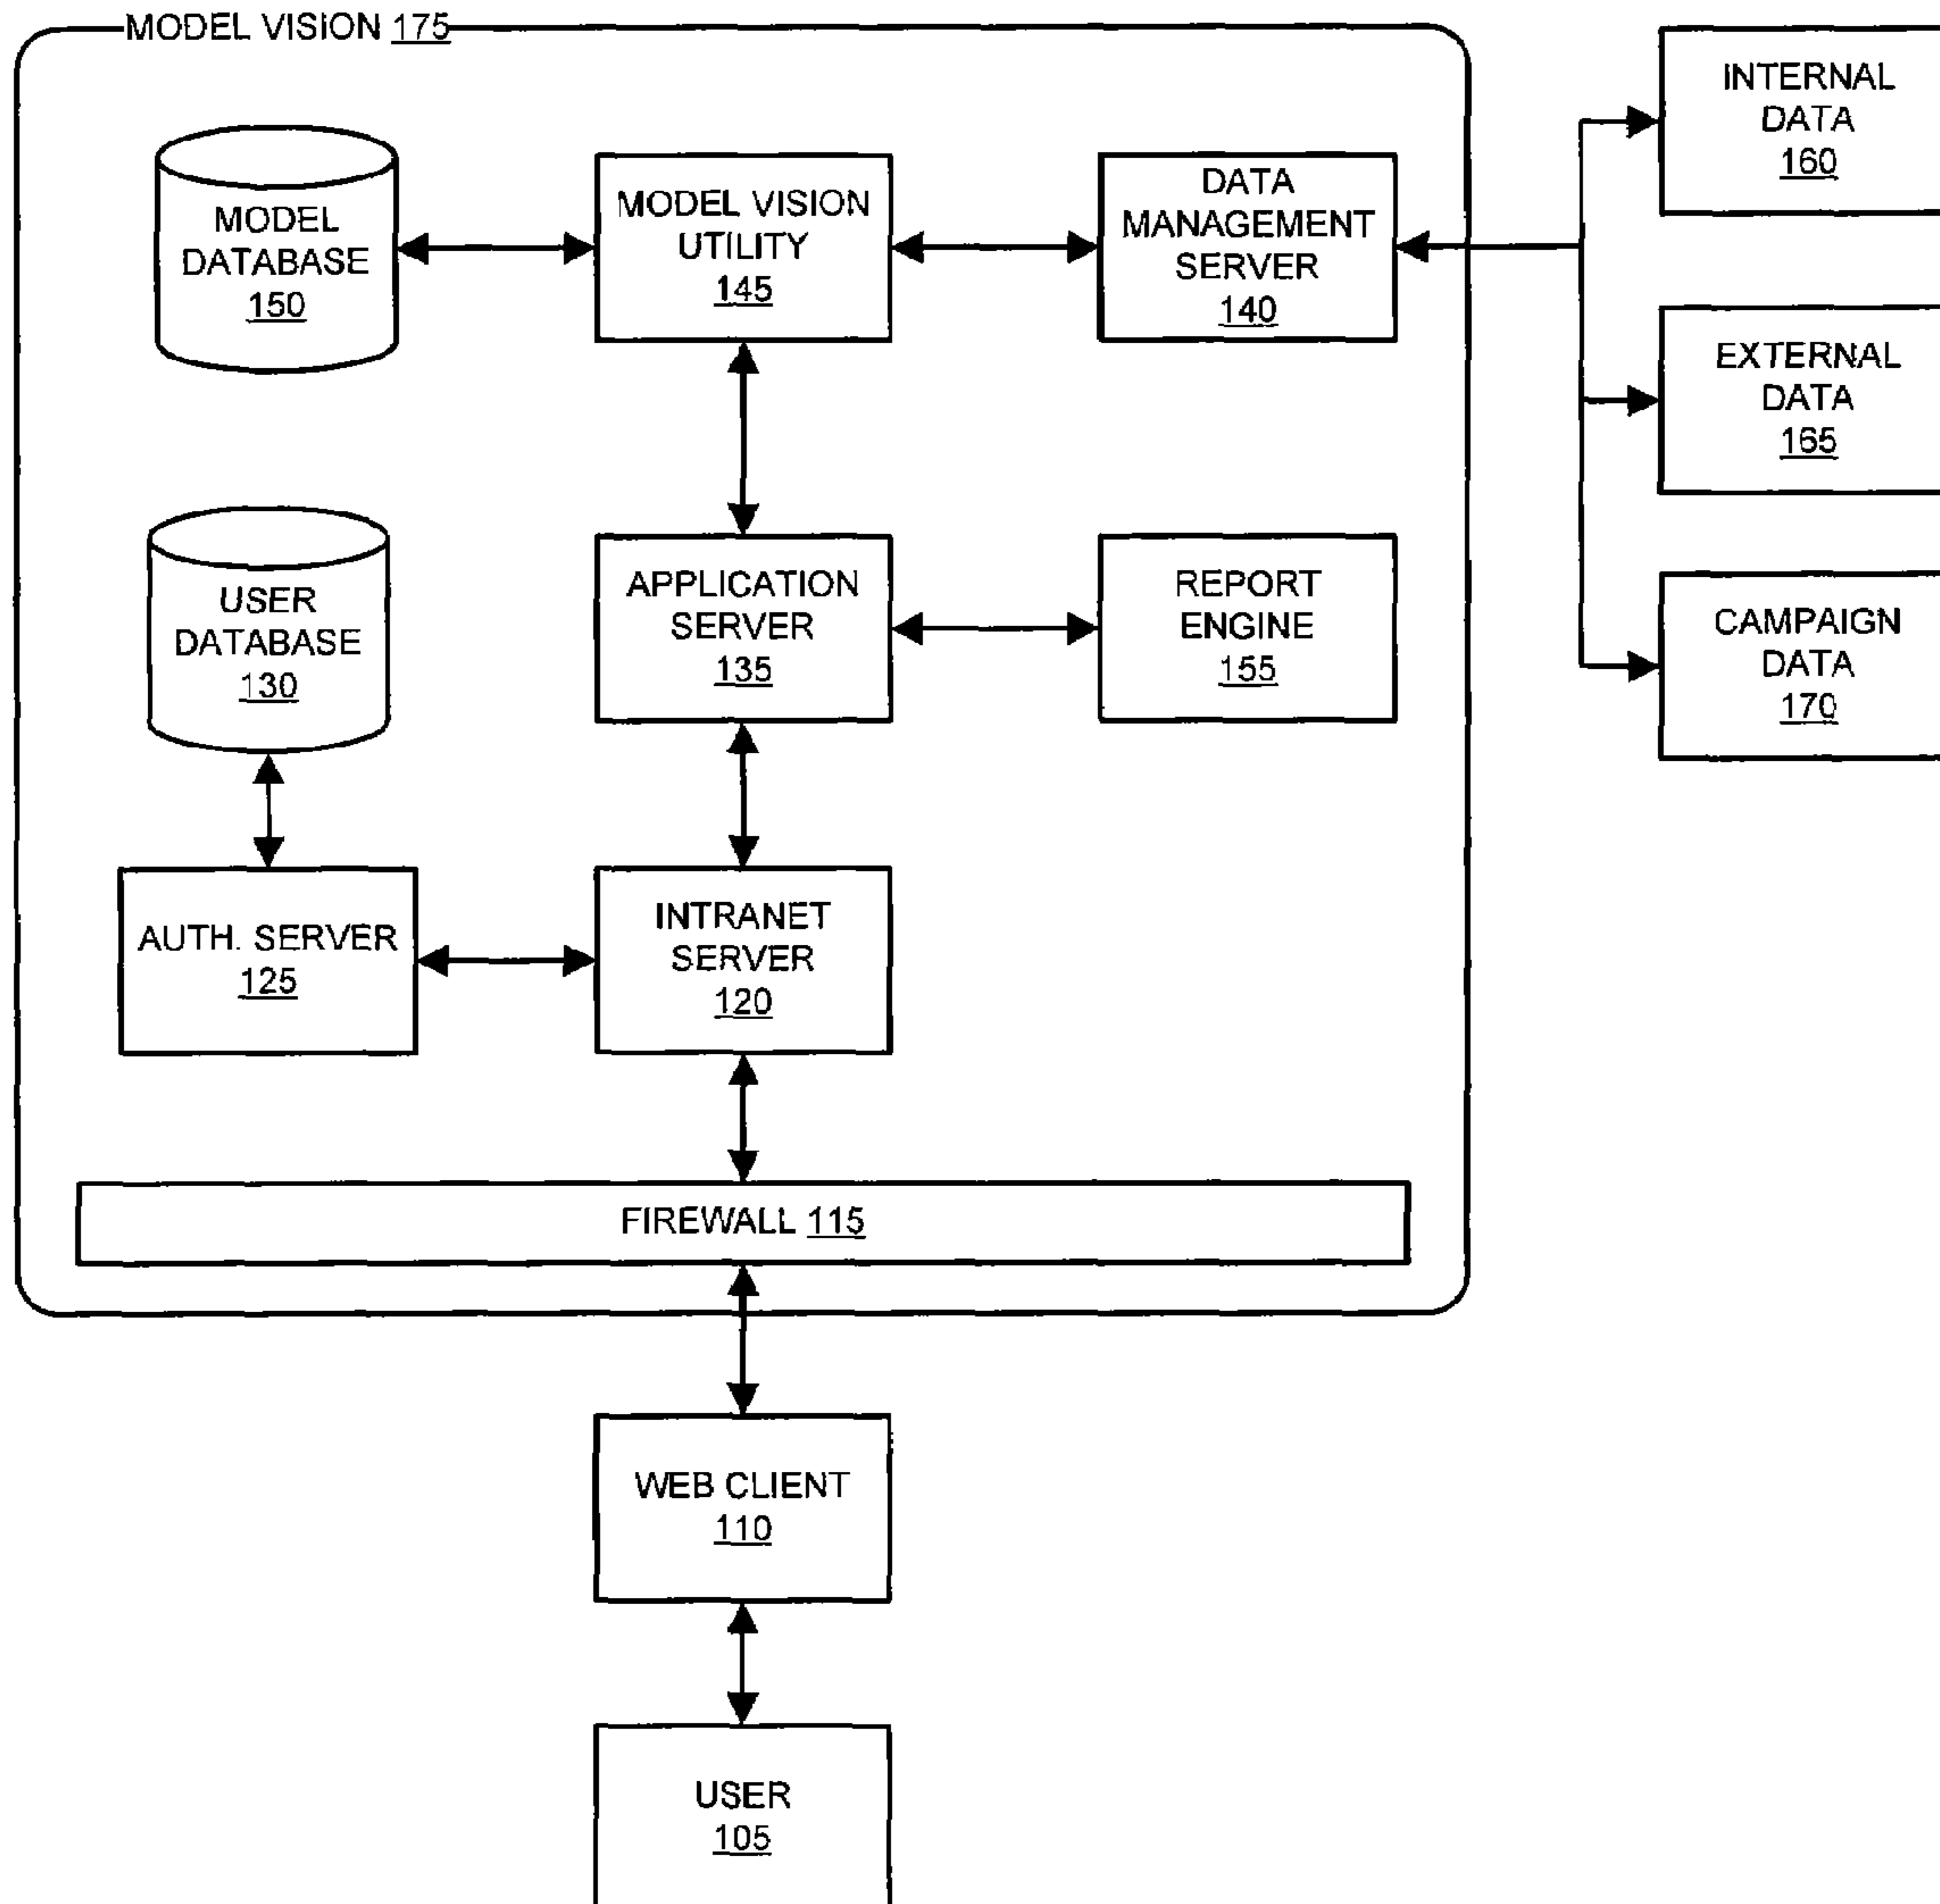 MODEL VISION 175
INTERNAL
DATA
160
MODEL
DATABASE
150
MODEL VISION
UTILITY
145
DATA
MANAGEMENT
SERVER
140
EXTERNAL
DATA
165
USER
DATABASE
130
APPLICATION
SERVER
135
REPORT
ENGINE
155
CAMPAIGN
DATA
170
AUTH. SERVER
125
INTRANET
SERVER
120
FIREWALL 115
WEB CLIENT
110
USER
105